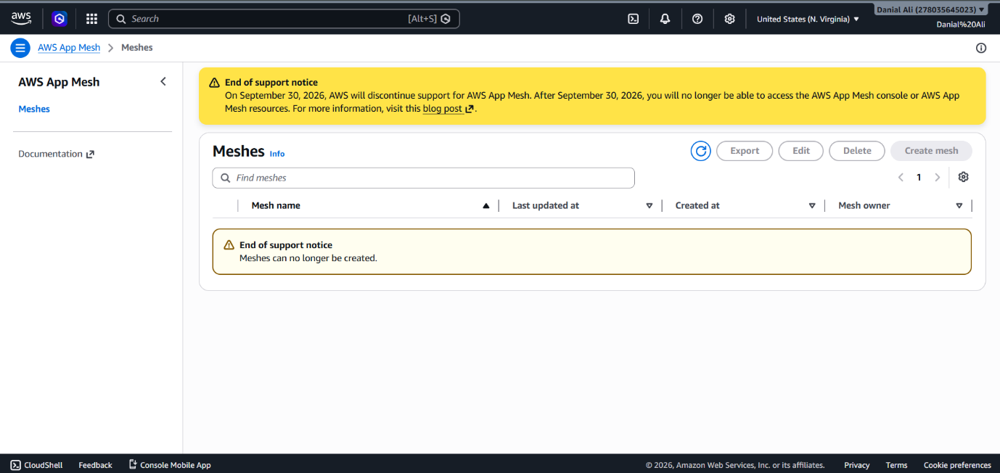 aws
Search
[Alt+S]
United States (N. Virginia)
Danial Ali (278035645023)
Danial%20Ali
AWS App Mesh
Meshes
AWS App Mesh
Meshes
Documentation
End of support notice
On September 30, 2026, AWS will discontinue support for AWS App Mesh. After September 30, 2026, you will no longer be able to access the AWS App Mesh console or AWS App
Mesh resources. For more information, visit this blog post.
Meshes Info
Export
Edit
Delete
Create mesh
Find meshes
1
Mesh name
Last updated at
Created at
Mesh owner
End of support notice
Meshes can no longer be created.
CloudShell
Feedback
Console Mobile App
© 2026, Amazon Web Services, Inc. or its affiliates.
Privacy
Terms
Cookie preferences